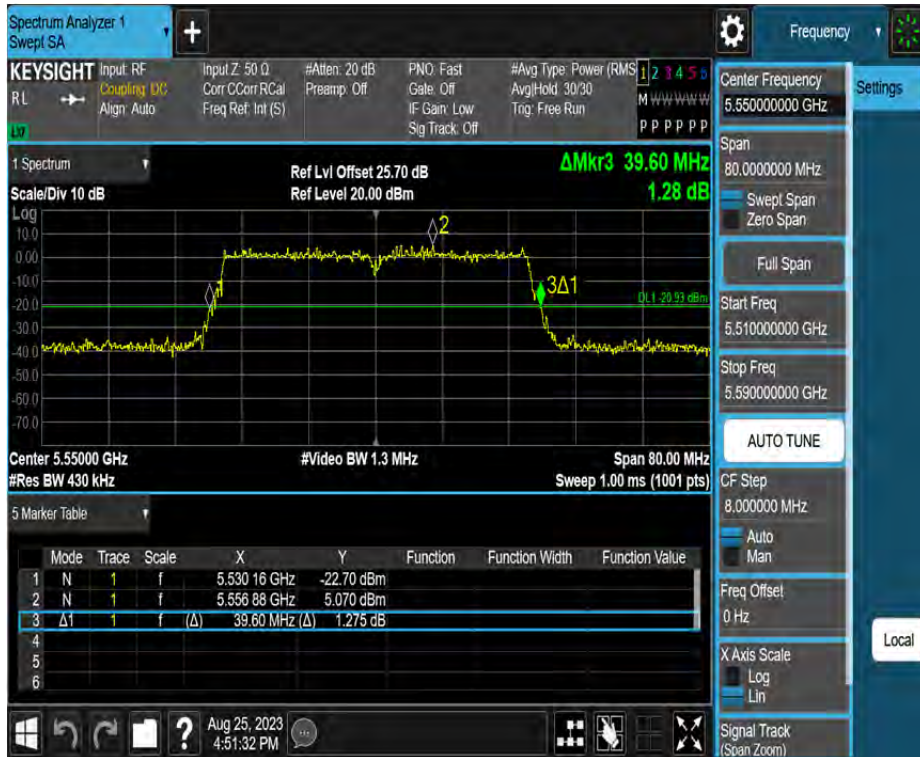 Spectrum Analyzer 1
Swept SA
+
Frequency
KEYSIGHT
RL
Input: RF
Coupling: DC
Align: Auto
Input Z: 50 Ω
Corr CCorr RCal
Freq Ref: Int (S)
#Atten: 20 dB
Preamp: Off
PNO: Fast
Gate: Off
IF Gain: Low
Sig Track: Off
#Avg Type: Power (RMS
Avg|Hold: 30/30
Trig: Free Run
1 2 3 4 5 6
M W W W W W
P P P P P P
1 Spectrum
Scale/Div 10 dB
Ref Lvl Offset 25.70 dB
Ref Level 20.00 dBm
ΔMkr3 39.60 MHz
1.28 dB
Log
10.0
0.00
-10.0
-20.0
-30.0
-40.0
-50.0
-60.0
-70.0
2
3Δ1
DL1 -20.93 dBm
Center 5.55000 GHz
#Video BW 1.3 MHz
Span 80.00 MHz
#Res BW 430 kHz
Sweep 1.00 ms (1001 pts)
5 Marker Table
Mode Trace Scale X Y Function Function Width Function Value
1 N 1 f 5.530 16 GHz -22.70 dBm
2 N 1 f 5.556 88 GHz 5.070 dBm
3 Δ1 1 f (Δ) 39.60 MHz (Δ) 1.275 dB
4
5
6
?
Aug 25, 2023
4:51:32 PM
Center Frequency
5.550000000 GHz
Settings
Span
80.0000000 MHz
Swept Span
Zero Span
Full Span
Start Freq
5.510000000 GHz
Stop Freq
5.590000000 GHz
AUTO TUNE
CF Step
8.000000 MHz
Auto
Man
Freq Offset
0 Hz
Local
X Axis Scale
Log
Lin
Signal Track
(Span Zoom)